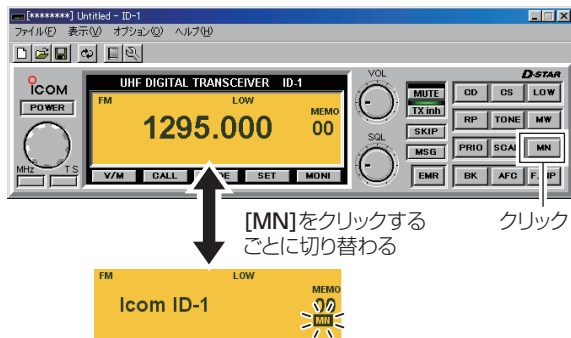 [********] Untitled - ID-1
ファイル(F) 表示(V) オプション(O) ヘルプ(H)
ICOM
UHF DIGITAL TRANSCEIVER ID-1
VOL
D-STAR
POWER
FM LOW
1295.000
MEMO
00
MUTE
TX inh
SKIP
MSG
EMR
SQL
CD CS LOW
RP TONE MW
PRIO SCAN MN
BK AFC
MHz TS
V/M CALL SET MONI
[MN]をクリックする
ごとに切り替わる
クリック
FM LOW
Icom ID-1
MEMO
00
MN